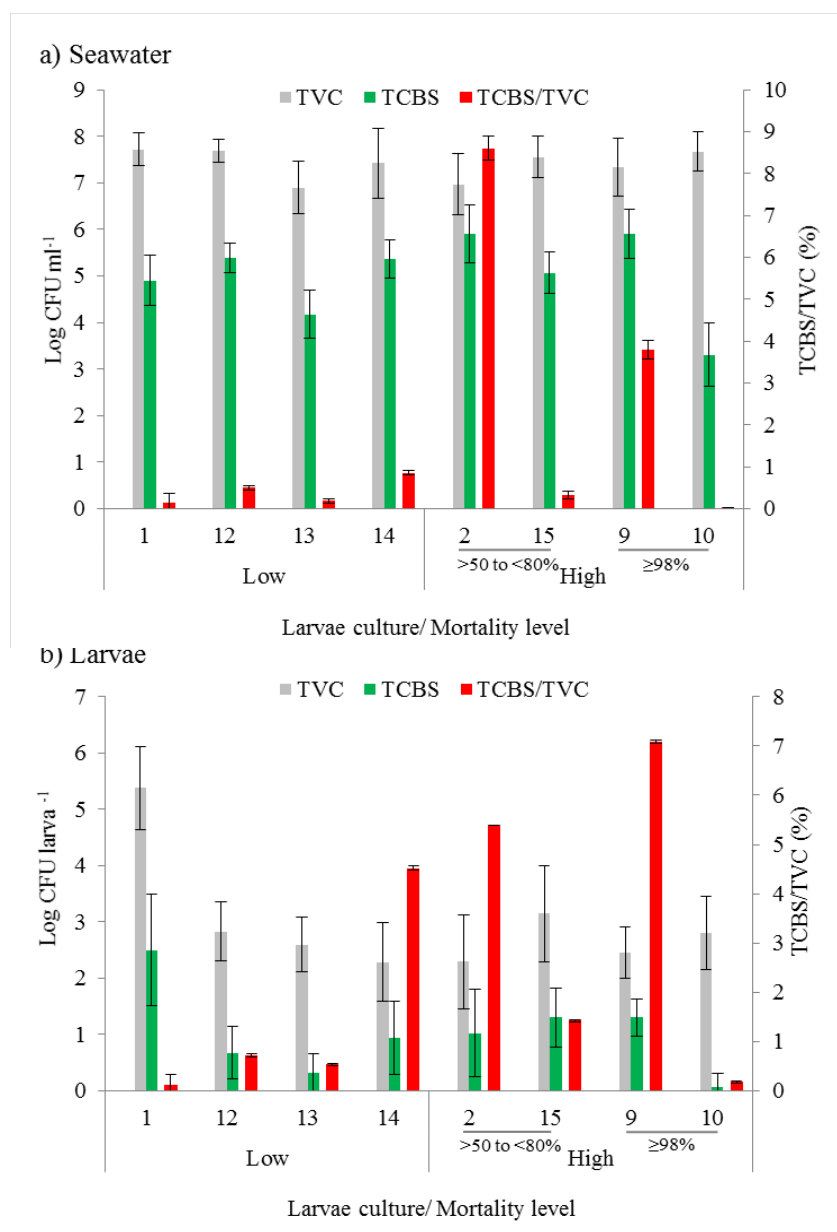 a) Seawater
TVC TCBS TCBS/TVC
Log CFU ml-1
9
8
7
6
5
4
3
2
1
0
TCBS/TVC (%)
10
9
8
7
6
5
4
3
2
1
0
1 12 13 14 2 15 9 10
>50 to <80% ≥98%
Low High
Larvae culture/ Mortality level
b) Larvae
TVC TCBS TCBS/TVC
Log CFU larva -1
7
6
5
4
3
2
1
0
TCBS/TVC (%)
8
7
6
5
4
3
2
1
0
1 12 13 14 2 15 9 10
>50 to <80% ≥98%
Low High
Larvae culture/ Mortality level